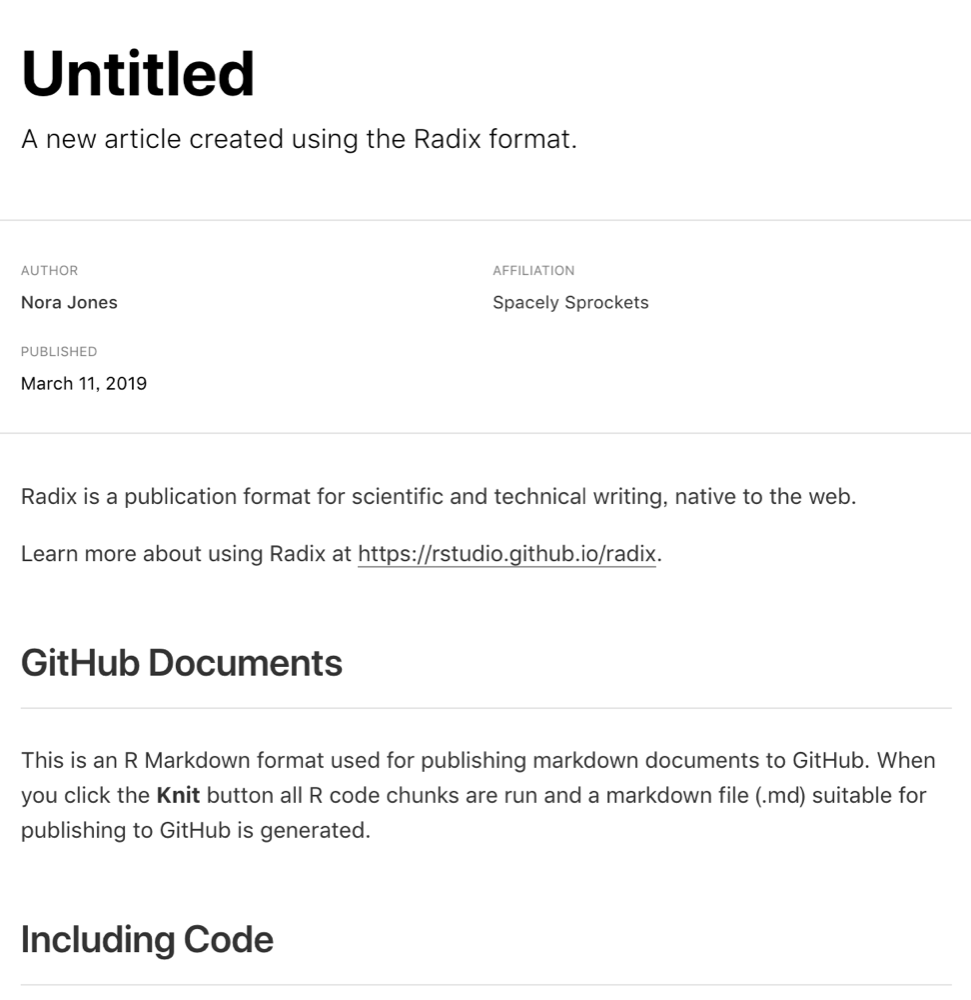 Untitled
A new article created using the Radix format.
AUTHOR
Nora Jones
AFFILIATION
Spacely Sprockets
PUBLISHED
March 11, 2019
Radix is a publication format for scientific and technical writing, native to the web.
Learn more about using Radix at https://rstudio.github.io/radix.
GitHub Documents
This is an R Markdown format used for publishing markdown documents to GitHub. When
you click the Knit button all R code chunks are run and a markdown file (.md) suitable for
publishing to GitHub is generated.
Including Code